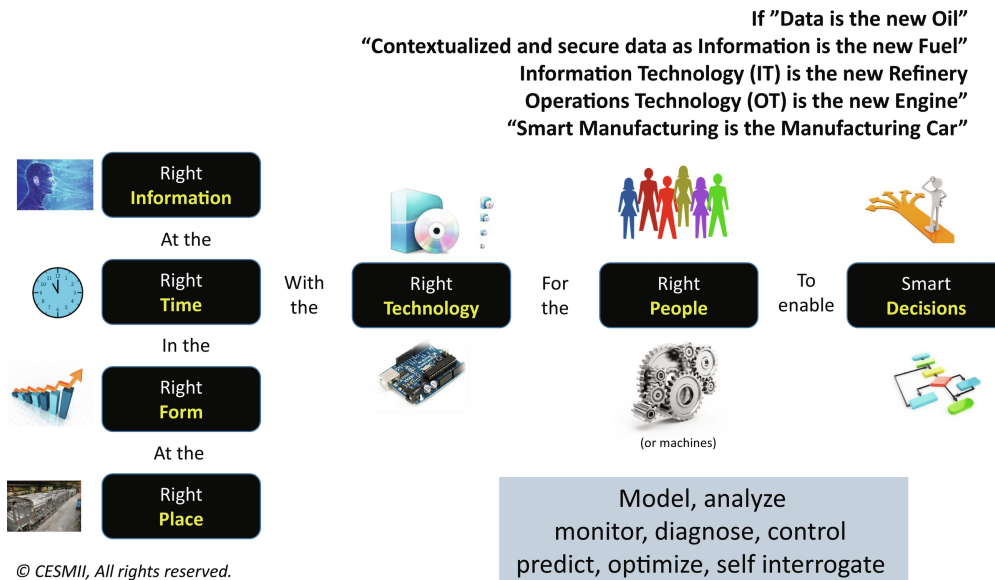 If ”Data is the new Oil”
“Contextualized and secure data as Information is the new Fuel”
Information Technology (IT) is the new Refinery
Operations Technology (OT) is the new Engine”
“Smart Manufacturing is the Manufacturing Car”
Right
Information
At the
Right
Time
In the
Right
Form
At the
Right
Place
With
the
Right
Technology
For
the
Right
People
(or machines)
To
enable
Smart
Decisions
Model, analyze
monitor, diagnose, control
predict, optimize, self interrogate
© CESMII, All rights reserved.